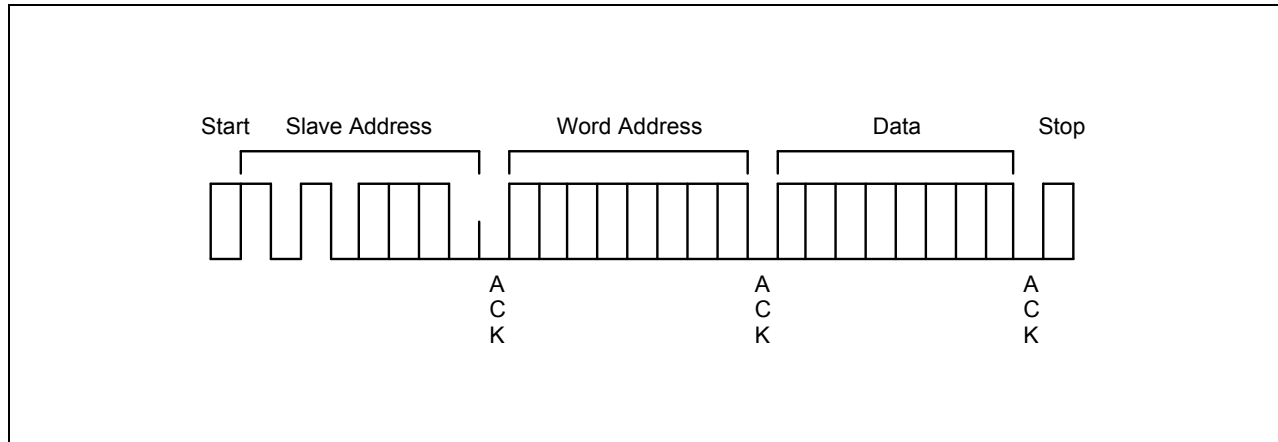 Start Slave Address Word Address Data Stop
A A A
C C C
K K K